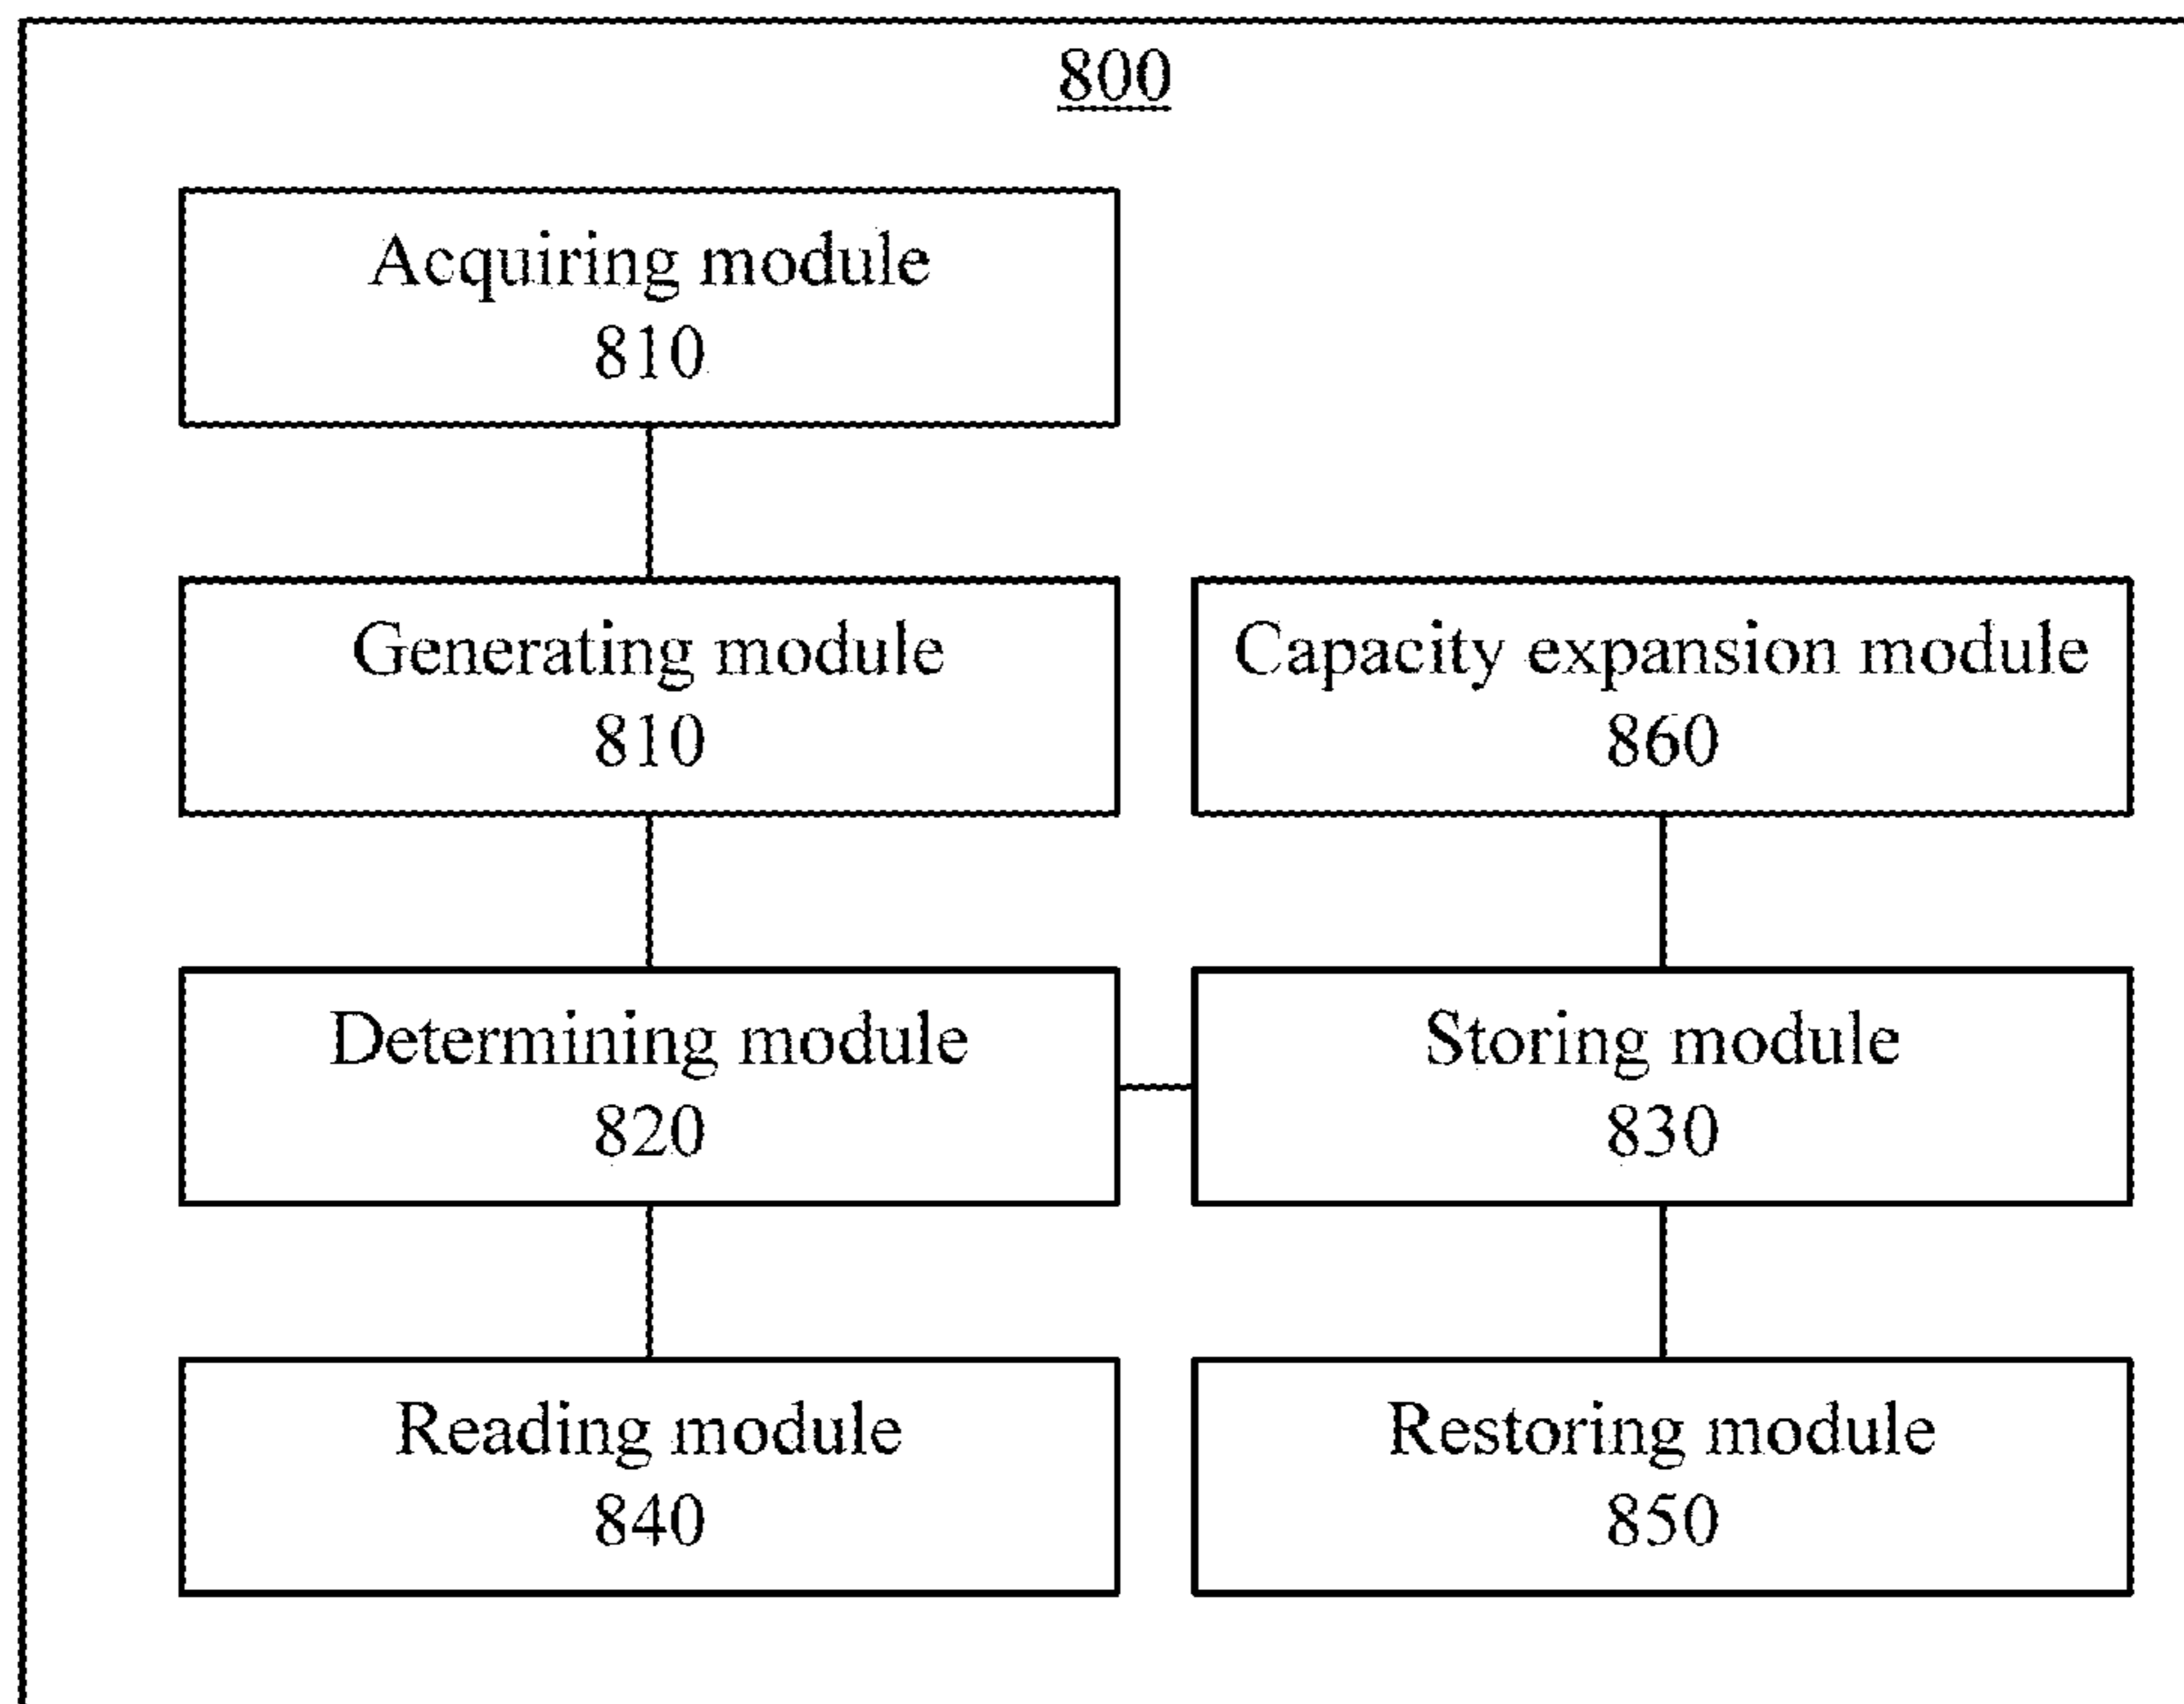 800
Acquiring module
810
Generating module
810
Capacity expansion module
860
Determining module
820
Storing module
830
Reading module
840
Restoring module
850